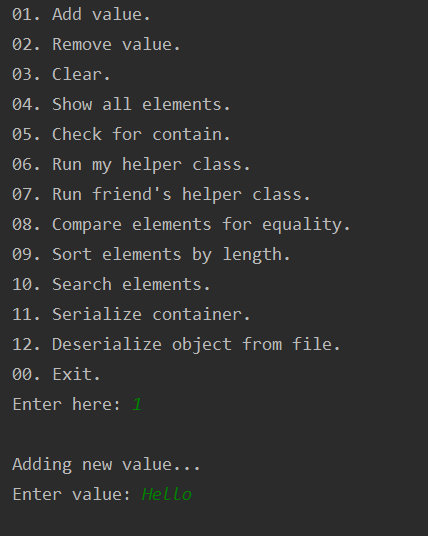 01. Add value.
02. Remove value.
03. Clear.
04. Show all elements.
05. Check for contain.
06. Run my helper class.
07. Run friend's helper class.
08. Compare elements for equality.
09. Sort elements by length.
10. Search elements.
11. Serialize container.
12. Deserialize object from file.
00. Exit.
Enter here: 1
Adding new value...
Enter value: Hello